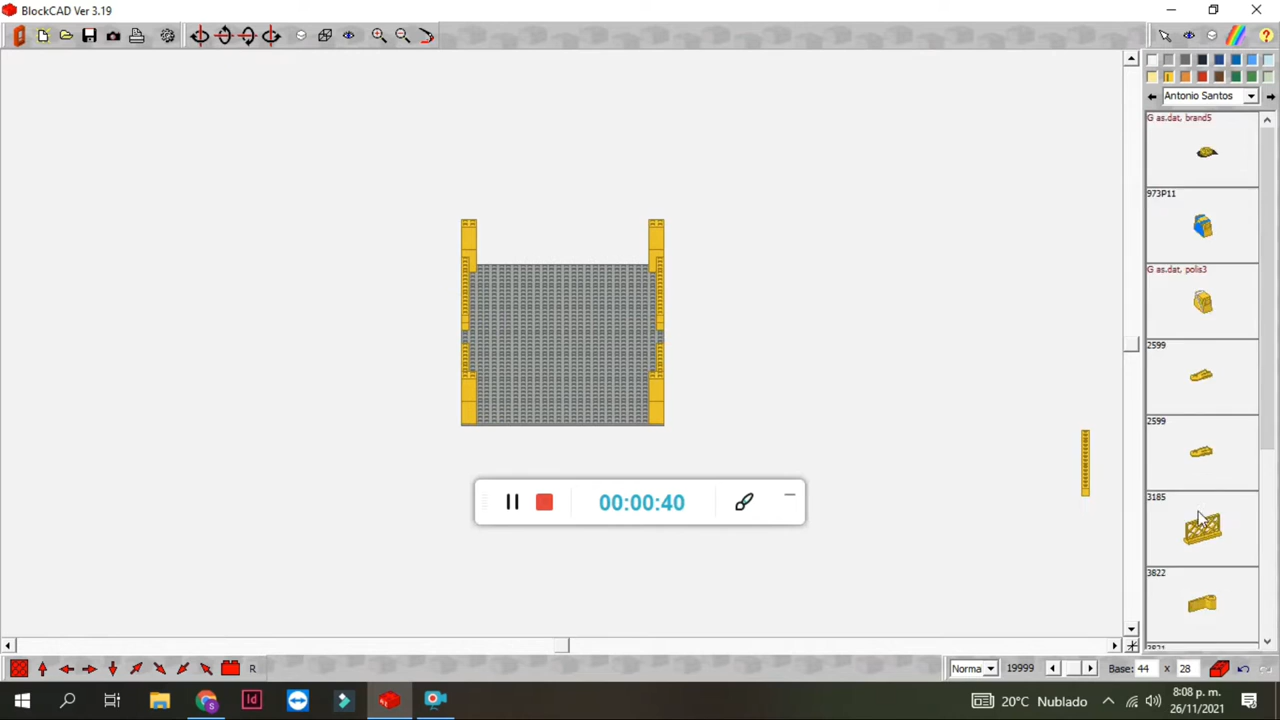 BlockCAD Ver 3.19
Antonio Santos
G as.dat, brand5
973P11
G as.dat, polis3
2599
2599
3185
3822
00:00:40
R
Norma
19999
Base: 44 x 28
Id
20°C Nublado
8:08 p. m.
26/11/2021